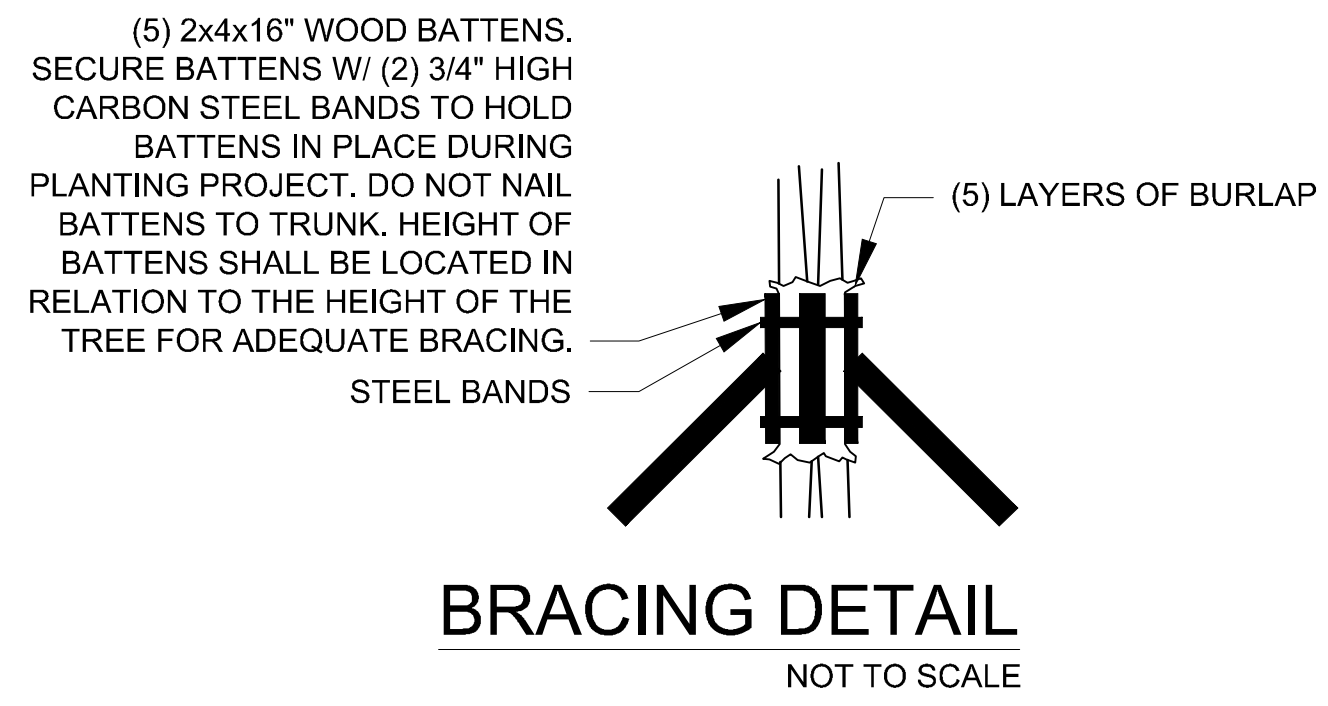 (5) 2x4x16" WOOD BATTENS.
SECURE BATTENS W/ (2) 3/4" HIGH
CARBON STEEL BANDS TO HOLD
BATTENS IN PLACE DURING
PLANTING PROJECT. DO NOT NAIL
BATTENS TO TRUNK. HEIGHT OF
BATTENS SHALL BE LOCATED IN
RELATION TO THE HEIGHT OF THE
TREE FOR ADEQUATE BRACING.
STEEL BANDS
(5) LAYERS OF BURLAP
BRACING DETAIL
NOT TO SCALE